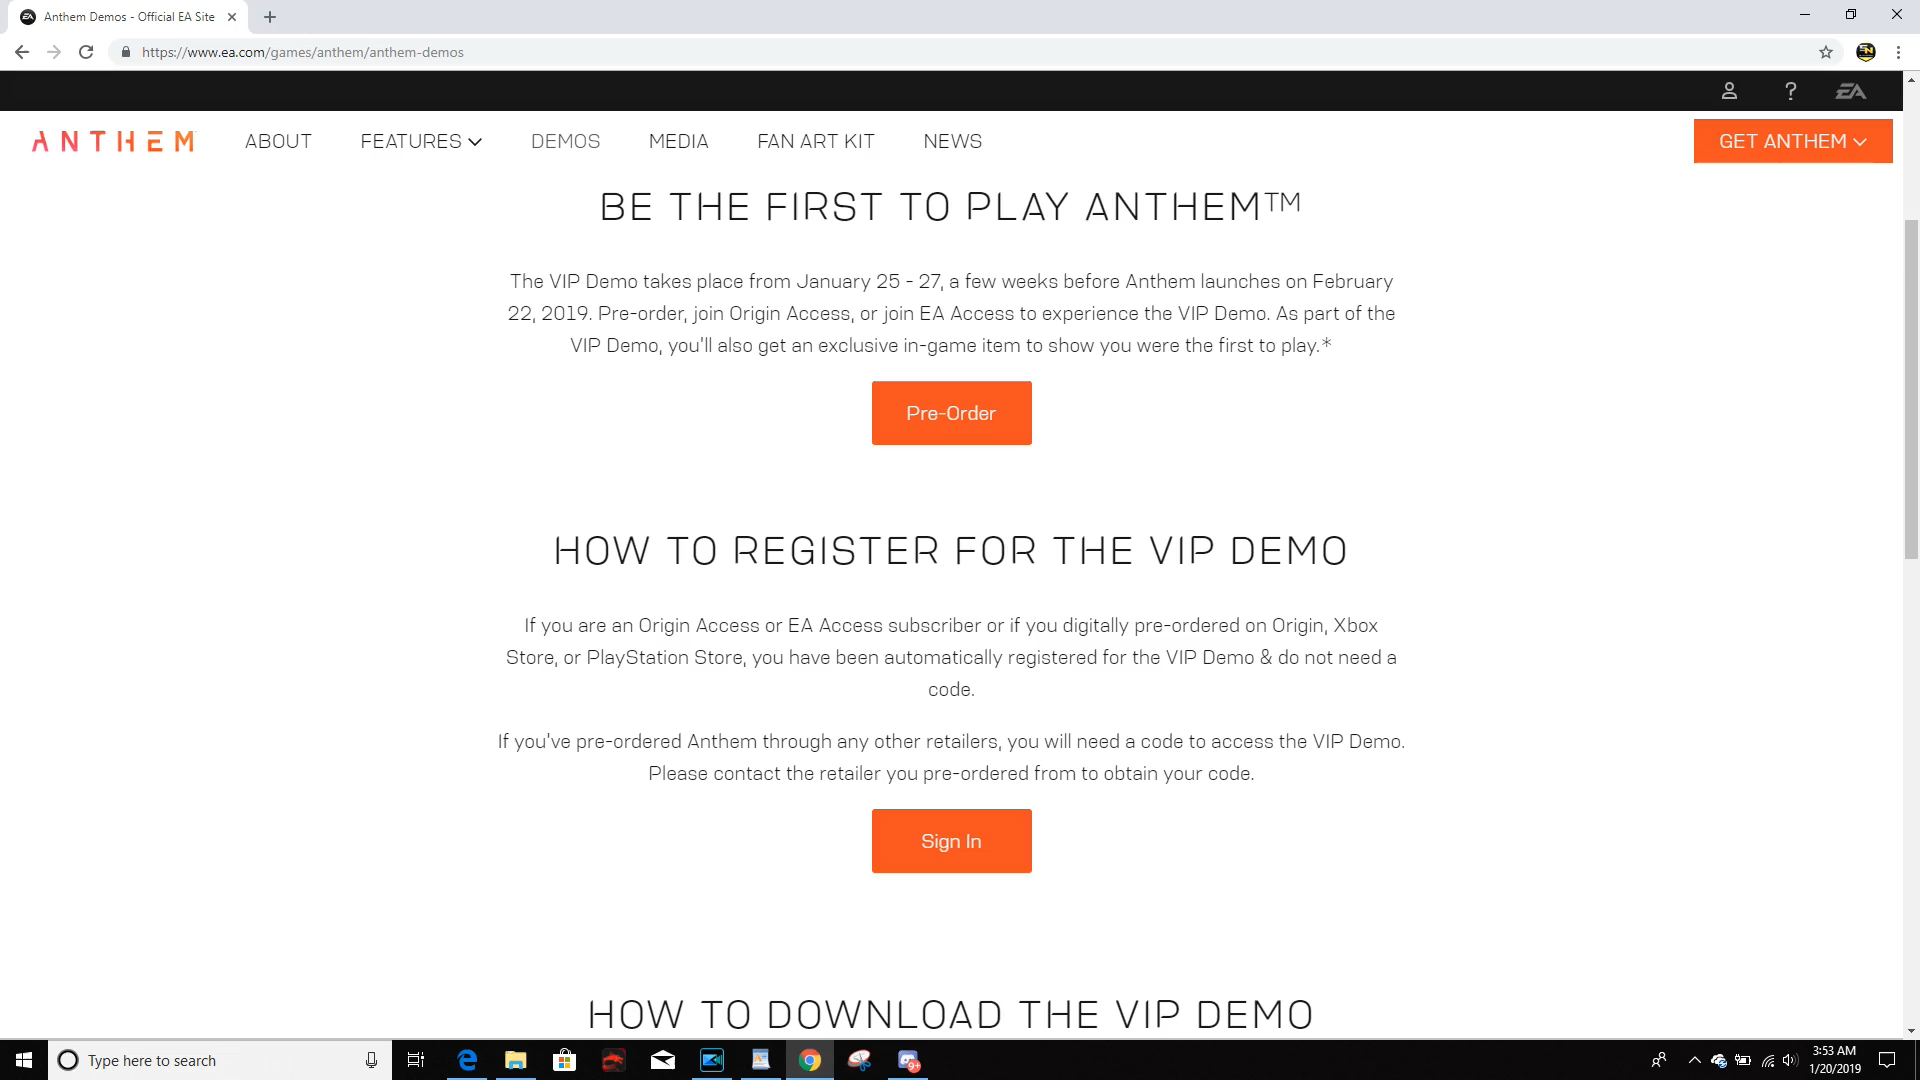 Anthem Demos - Official EA Site
https://www.ea.com/games/anthem/anthem-demos
EA
ANTHEM
ABOUT
FEATURES
DEMOS
MEDIA
FAN ART KIT
NEWS
GET ANTHEM
BE THE FIRST TO PLAY ANTHEM™
The VIP Demo takes place from January 25 - 27, a few weeks before Anthem launches on February
22, 2019. Pre-order, join Origin Access, or join EA Access to experience the VIP Demo. As part of the
VIP Demo, you'll also get an exclusive in-game item to show you were the first to play.*
Pre-Order
HOW TO REGISTER FOR THE VIP DEMO
If you are an Origin Access or EA Access subscriber or if you digitally pre-ordered on Origin, Xbox
Store, or PlayStation Store, you have been automatically registered for the VIP Demo & do not need a
code.
If you've pre-ordered Anthem through any other retailers, you will need a code to access the VIP Demo.
Please contact the retailer you pre-ordered from to obtain your code.
Sign In
HOW TO DOWNLOAD THE VIP DEMO
Type here to search
9+
3:53 AM
1/20/2019